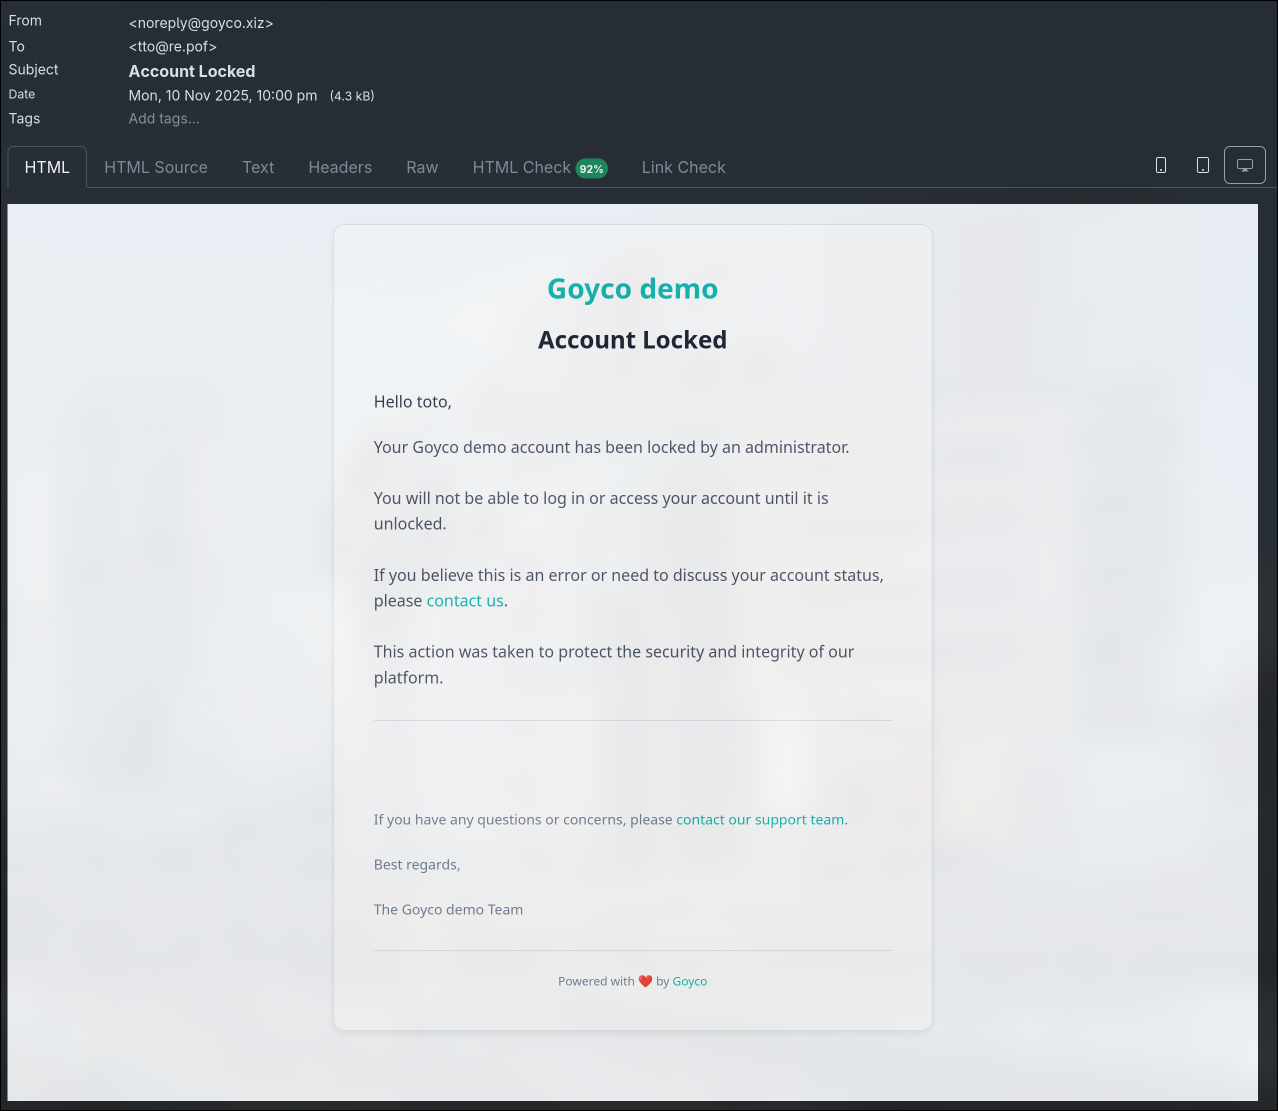 From <noreply@goyco.xiz>
To <tto@re.pof>
Subject Account Locked
Date Mon, 10 Nov 2025, 10:00 pm (4.3 kB)
Tags Add tags...
HTML HTML Source Text Headers Raw HTML Check 92% Link Check
Goyco demo
Account Locked
Hello toto,
Your Goyco demo account has been locked by an administrator.
You will not be able to log in or access your account until it is
unlocked.
If you believe this is an error or need to discuss your account status,
please contact us.
This action was taken to protect the security and integrity of our
platform.
If you have any questions or concerns, please contact our support team.
Best regards,
The Goyco demo Team
Powered with ❤️ by Goyco